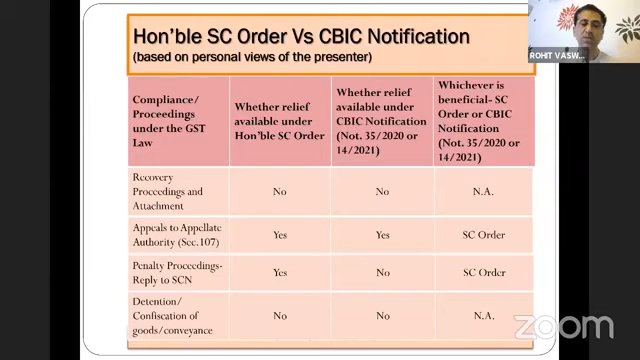 Hon’ble SC Order Vs CBIC Notification
(based on personal views of the presenter)
ROHIT VASW...
Compliance/
Proceedings
under the GST
Law
Whether relief
available under
Hon’ble SC Order
Whether relief
available under
CBIC Notification
(Not. 35/2020 or
14/2021)
Whichever is
beneficial- SC
Order or CBIC
Notification
(Not. 35/2020 or
14/2021)
Recovery
Proceedings and
Attachment
No
No
N.A.
Appeals to Appellate
Authority (Sec.107)
Yes
Yes
SC Order
Penalty Proceedings-
Reply to SCN
Yes
No
SC Order
Detention/
Confiscation of
goods/conveyance
No
No
N.A.
zoom